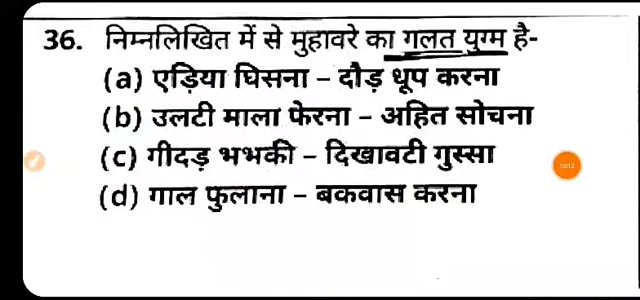 36. निम्नलिखित में से मुहावरे का गलत युग्म है-
(a) एड़िया घिसना – दौड़ धूप करना
(b) उलटी माला फेरना – अहित सोचना
(c) गीदड़ भभकी – दिखावटी गुस्सा
(d) गाल फुलाना – बकवास करना